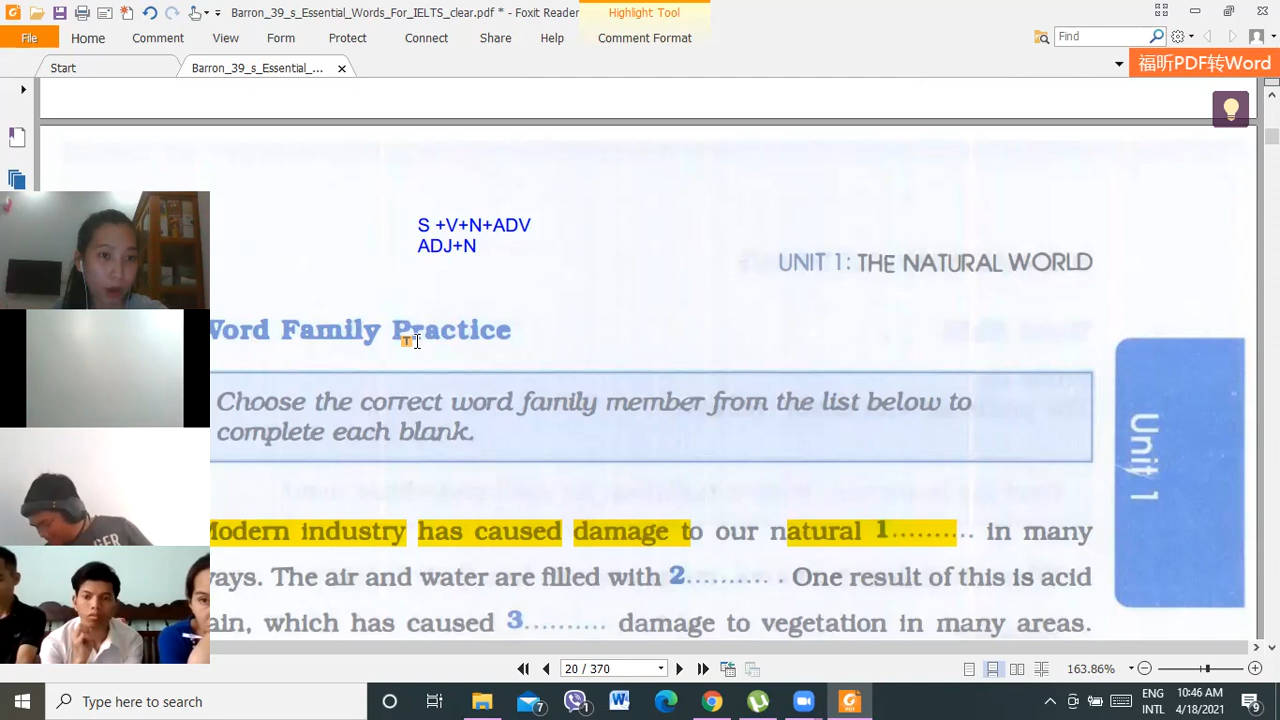 Barron_39_s_Essential_Words_For_IELTS_clear.pdf * - Foxit Reader
Highlight Tool
File Home Comment View Form Protect Connect Share Help Comment Format
Find
Start
Barron_39_s_Essential_...
福昕PDF转Word
S +V+N+ADV
ADJ+N
UNIT 1: THE NATURAL WORLD
Word Family Practice
Choose the correct word family member from the list below to
complete each blank.
Modern industry has caused damage to our natural 1.......... in many
ways. The air and water are filled with 2.......... . One result of this is acid
rain, which has caused 3.......... damage to vegetation in many areas.
Unit 1
20 / 370
163.86%
Type here to search
7
1
ENG
INTL
10:46 AM
4/18/2021
9